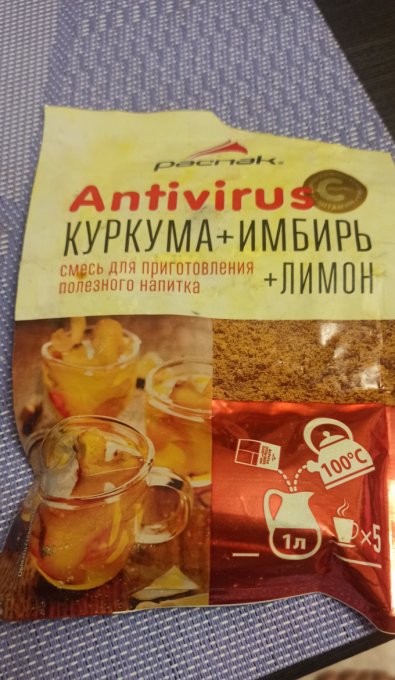 распак®
Antivirus
C
КУРКУМА+ИМБИРЬ
+ЛИМОН
смесь для приготовления
полезного напитка
100°C
1л
×5